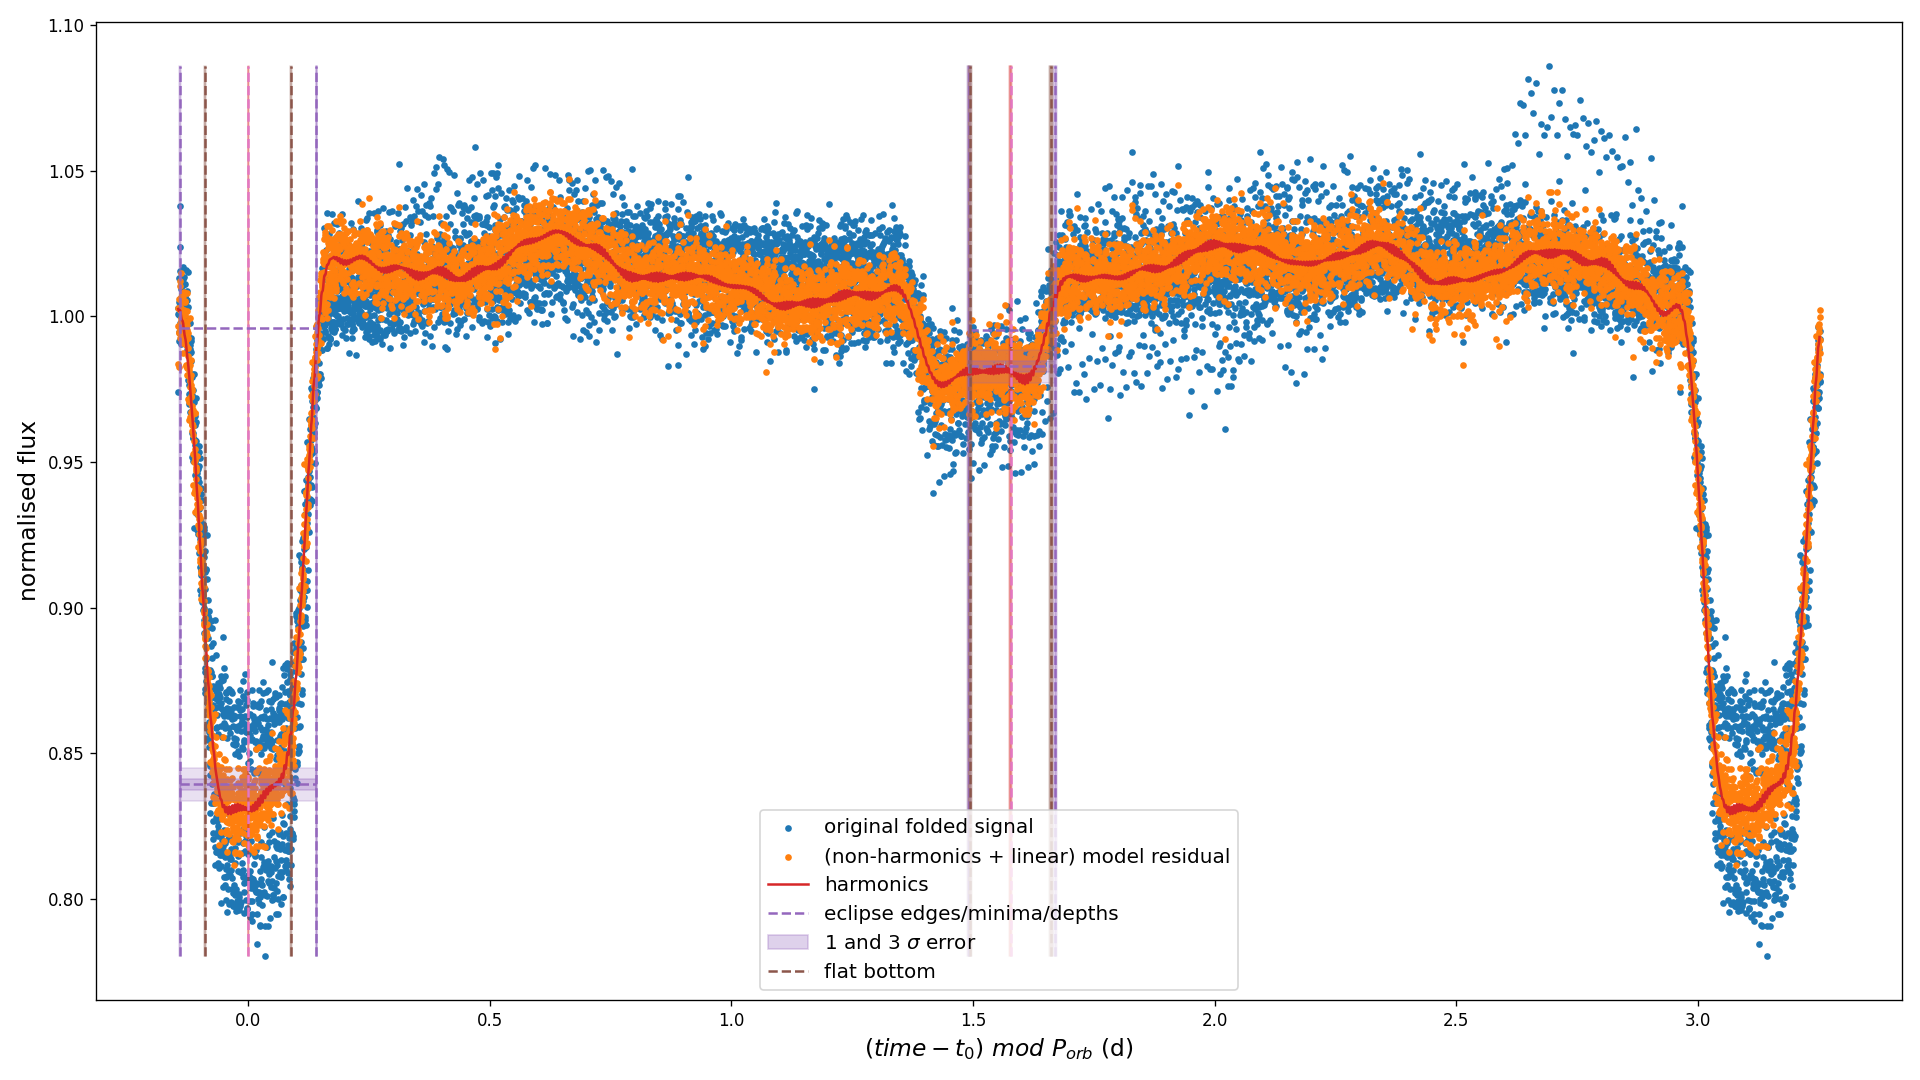 1.10
1.05
1.00
0.95
0.90
0.85
0.80
normalised flux
original folded signal
(non-harmonics + linear) model residual
harmonics
eclipse edges/minima/depths
1 and 3 σ error
flat bottom
0.0 0.5 1.0 1.5 2.0 2.5 3.0
(time − t₀) mod Pₒᵣb (d)